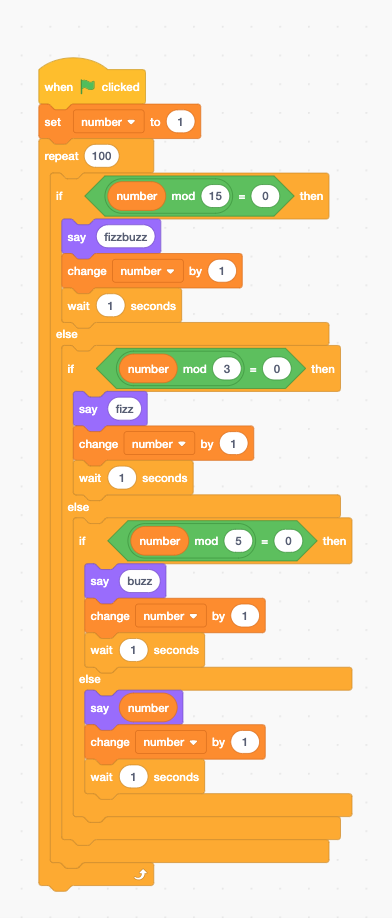 when clicked
set number to 1
repeat 100
if number mod 15 = 0 then
say fizzbuzz
change number by 1
wait 1 seconds
else
if number mod 3 = 0 then
say fizz
change number by 1
wait 1 seconds
else
if number mod 5 = 0 then
say buzz
change number by 1
wait 1 seconds
else
say number
change number by 1
wait 1 seconds